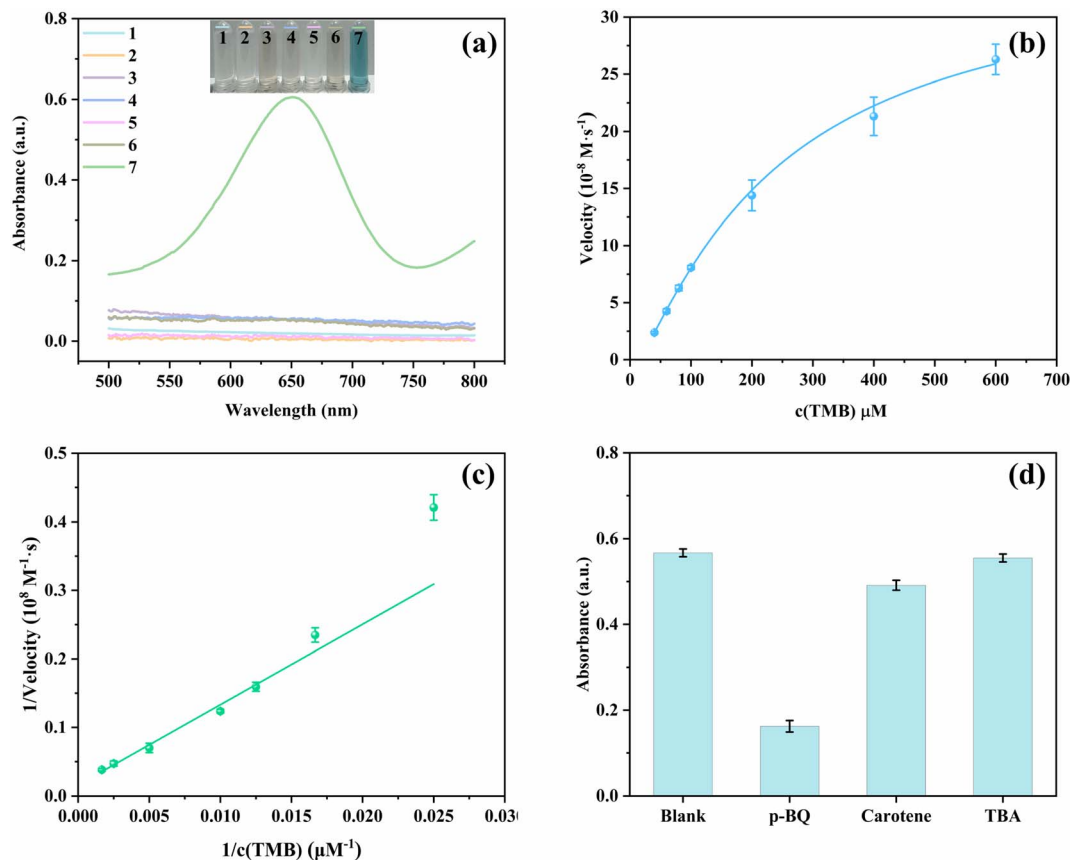 (a)
1 2 3 4 5 6 7
1
2
3
4
5
6
7
0.8
0.6
0.4
0.2
0.0
Absorbance (a.u.)
500 550 600 650 700 750 800
Wavelength (nm)
(b)
30
25
20
15
10
5
0
Velocity (10⁻⁸ M·s⁻¹)
0 100 200 300 400 500 600 700
c(TMB) μM
(c)
0.5
0.4
0.3
0.2
0.1
0.0
1/Velocity (10⁸ M⁻¹·s)
0.000 0.005 0.010 0.015 0.020 0.025 0.030
1/c(TMB) (μM⁻¹)
(d)
0.8
0.6
0.4
0.2
0.0
Absorbance (a.u.)
Blank p-BQ Carotene TBA